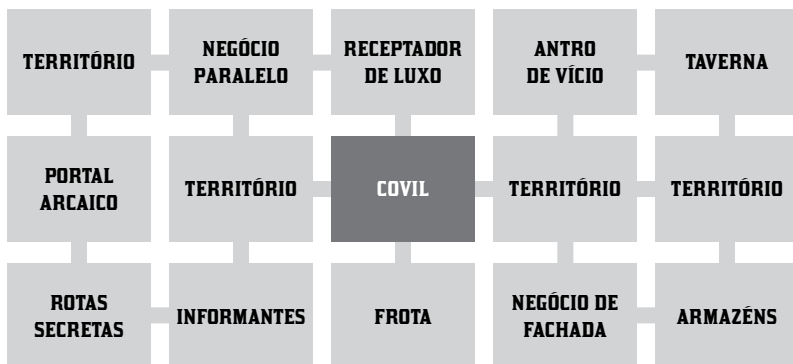 TERRITÓRIO
NEGÓCIO
PARALELO
RECEPTADOR
DE LUXO
ANTRO
DE VÍCIO
TAVERNA
PORTAL
ARCAICO
TERRITÓRIO
COVIL
TERRITÓRIO
TERRITÓRIO
ROTAS
SECRETAS
INFORMANTES
FROTA
NEGÓCIO DE
FACHADA
ARMAZÉNS